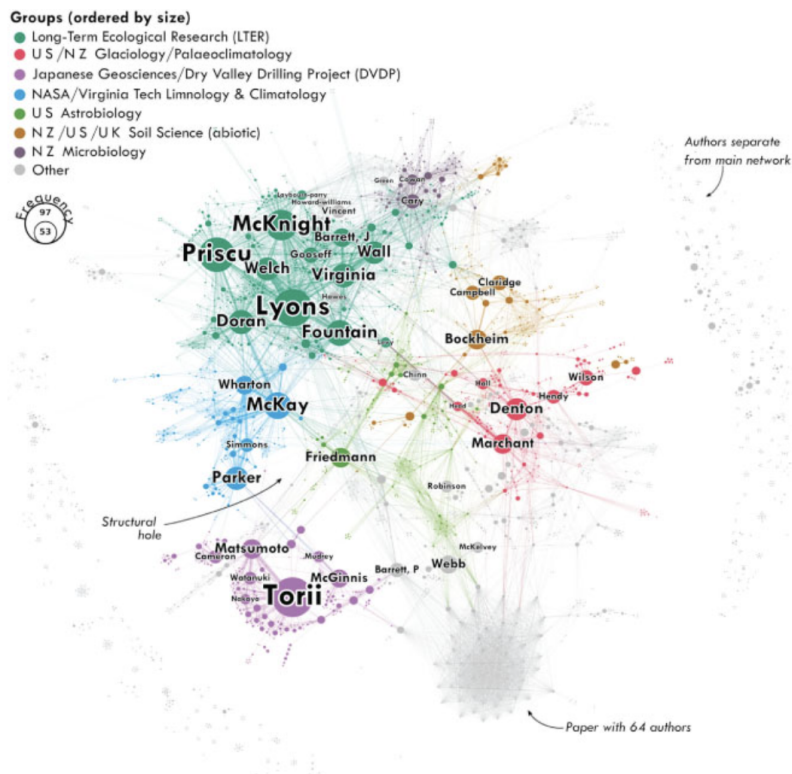 Groups (ordered by size)
Long-Term Ecological Research (LTER)
US/NZ Glaciology/Palaeoclimatology
Japanese Geosciences/Dry Valley Drilling Project (DVDP)
NASA/Virginia Tech Limnology & Climatology
US Astrobiology
NZ/US/UK Soil Science (abiotic)
NZ Microbiology
Other
Frequency
97
53
Authors separate
from main network
Green
Cowan
Cary
Laybourn-parry
Howard-williams
Vincent
McKnight
Barrett, J
Priscu
Gooseff
Wall
Welch
Virginia
Claridge
Campbell
Hawes
Lyons
Doran
Fountain
Bockheim
Chinn
Wharton
Hall
Wilson
McKay
Hendy
Denton
Marchant
Simmons
Friedmann
Parker
Robinson
Structural
hole
Matsumoto
Cameron
Mudrey
McKelvey
Watanuki
McGinnis
Barrett, P
Webb
Torii
Nakaya
Paper with 64 authors